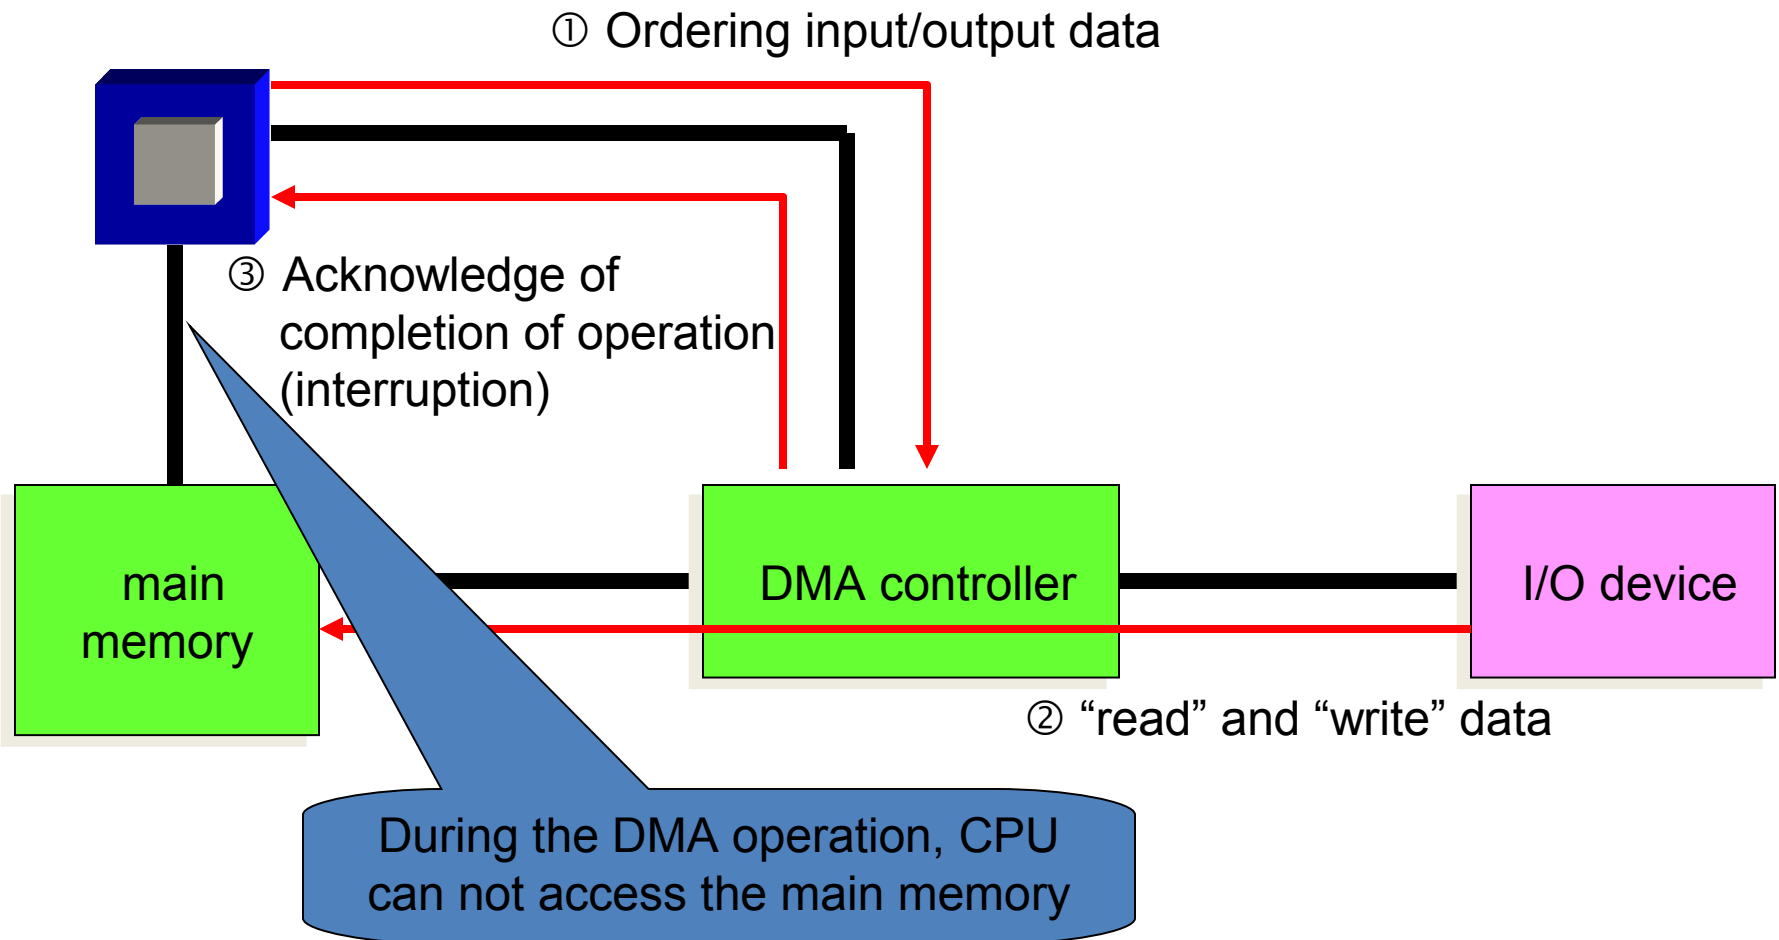 ① Ordering input/output data
③ Acknowledge of
completion of operation
(interruption)
main
memory
DMA controller
I/O device
② “read” and “write” data
During the DMA operation, CPU
can not access the main memory